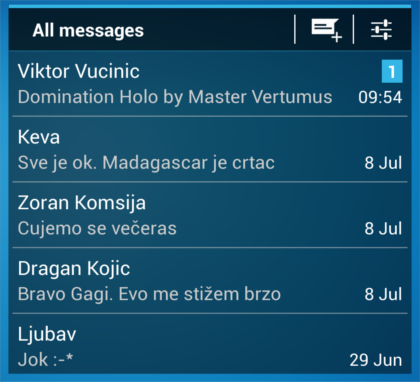 All messages
Viktor Vucinic 1
Domination Holo by Master Vertumus 09:54
Keva
Sve je ok. Madagascar je crtac 8 Jul
Zoran Komsija
Cujemo se večeras 8 Jul
Dragan Kojic
Bravo Gagi. Evo me stižem brzo 8 Jul
Ljubav
Jok :-* 29 Jun